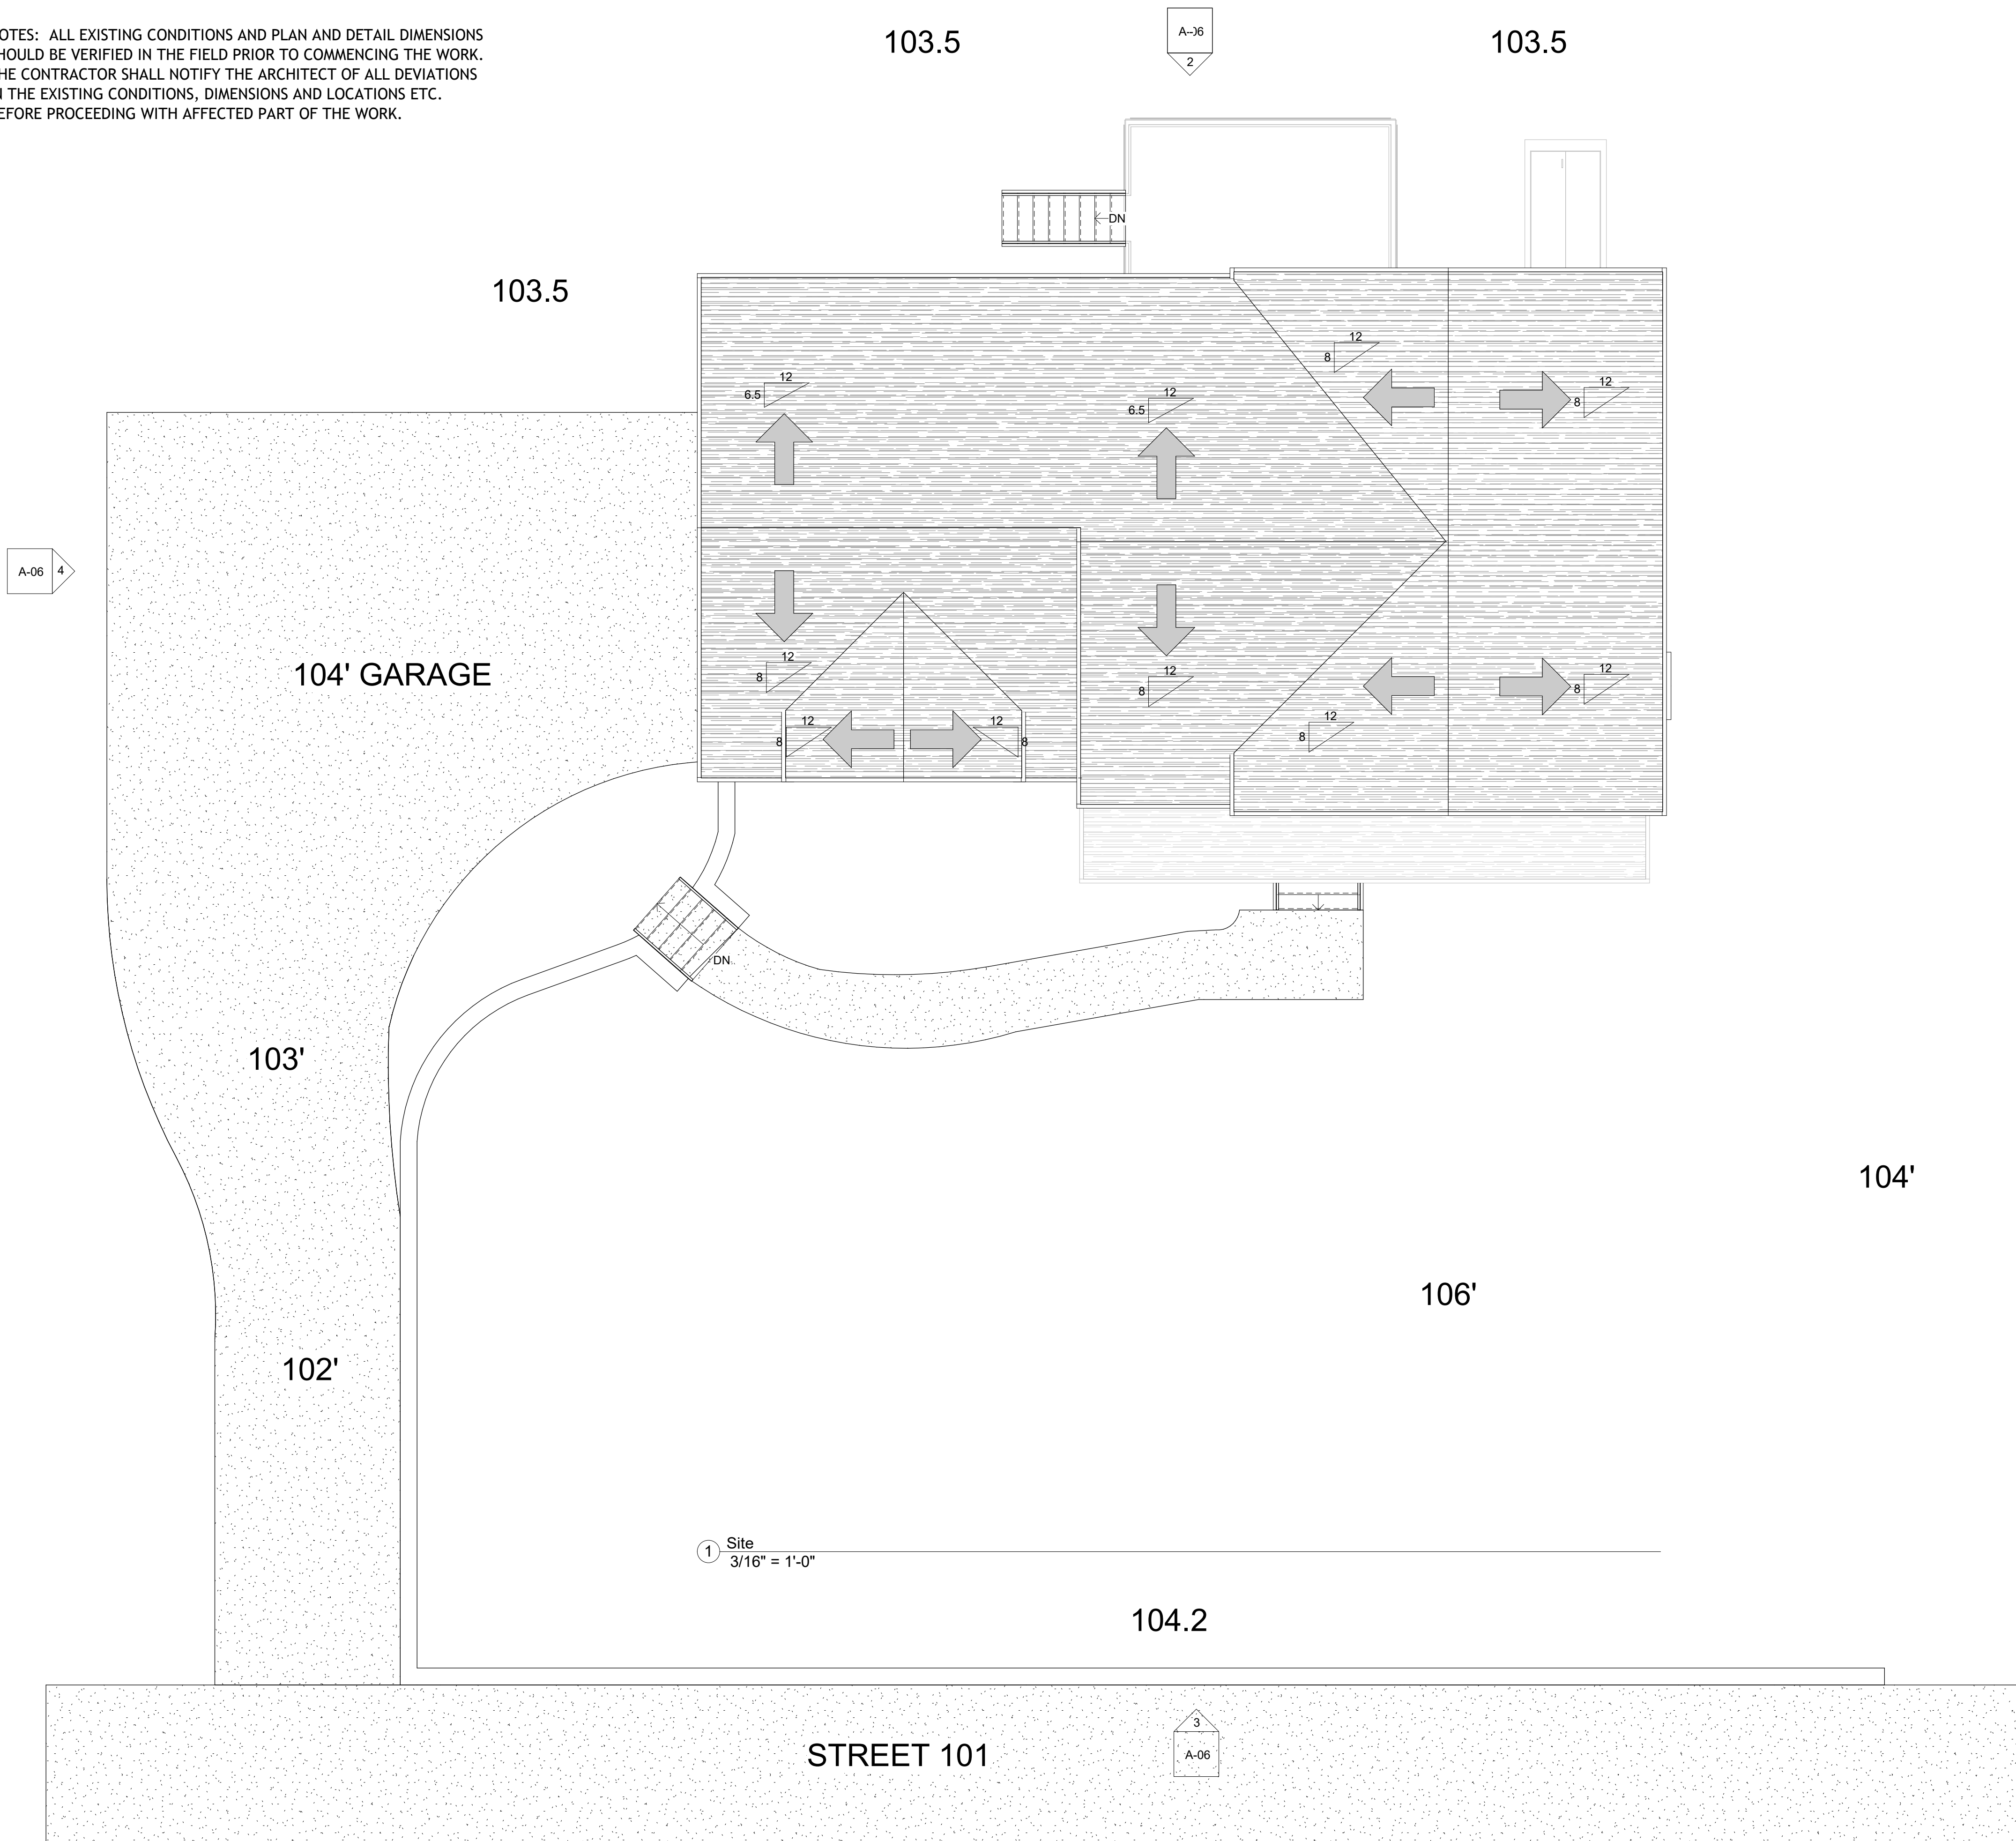 OTES: ALL EXISTING CONDITIONS AND PLAN AND DETAIL DIMENSIONS
HOULD BE VERIFIED IN THE FIELD PRIOR TO COMMENCING THE WORK.
HE CONTRACTOR SHALL NOTIFY THE ARCHITECT OF ALL DEVIATIONS
N THE EXISTING CONDITIONS, DIMENSIONS AND LOCATIONS ETC.
EFORE PROCEEDING WITH AFFECTED PART OF THE WORK.
103.5
2
103.5
DN
103.5
12
8
12
6.5
12
6.5
12
8
A-06
4
104' GARAGE
12
8
12
8
12
8
12
8
12
8
12
8
DN
103'
104'
106'
102'
1
Site
3/16" = 1'-0"
104.2
3
A-06
STREET 101